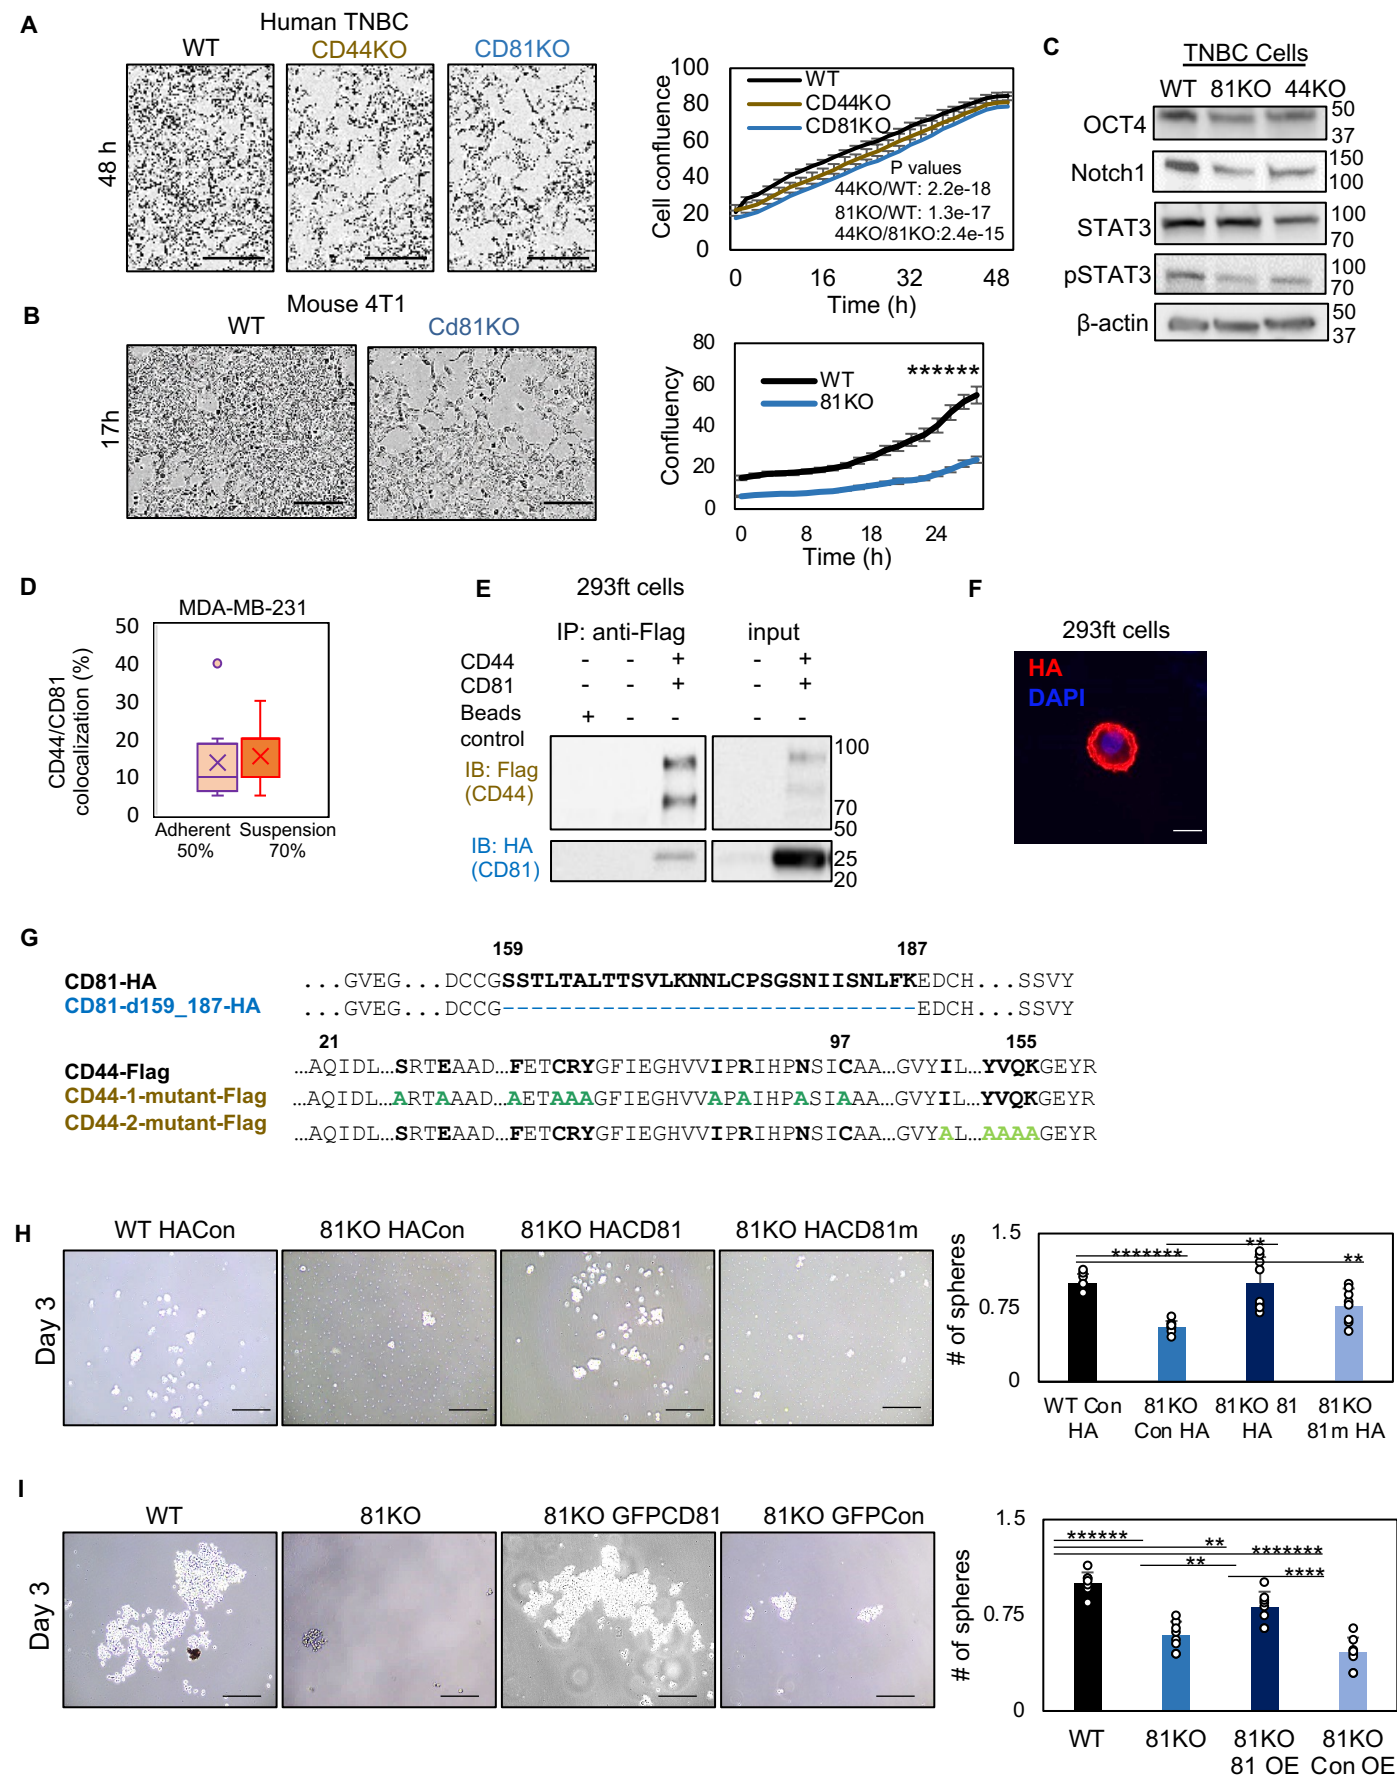 A
Human TNBC
WT CD44KO CD81KO
48 h
Cell confluence
100
80
60
40
20
0
WT
CD44KO
CD81KO
P values
44KO/WT: 2.2e-18
81KO/WT: 1.3e-17
44KO/81KO:2.4e-15
0 16 32 48
Time (h)
B
Mouse 4T1
WT Cd81KO
17h
Confluency
80
60
40
20
0
WT
81KO
******
0 8 18 24
Time (h)
C
TNBC Cells
WT 81KO 44KO
OCT4 50 37
Notch1 150 100
STAT3 100 70
pSTAT3 100 70
β-actin 50 37
D
MDA-MB-231
CD44/CD81
colocalization (%)
50
40
30
20
10
0
Adherent Suspension
50% 70%
E
293ft cells
IP: anti-Flag input
CD44 - - + - +
CD81 - - + - +
Beads control + - - - -
IB: Flag
(CD44)
100
70
50
IB: HA
(CD81)
25
20
F
293ft cells
HA
DAPI
G
159 187
CD81-HA ...GVEG...DCCGSSTLTALTTSVLKNNLCPSGSNIISNLFKEDCH...SSVY
CD81-d159_187-HA ...GVEG...DCCG-----------------------------EDCH...SSVY
21 97 155
CD44-Flag ...AQIDL...SRTEAAD...FETCRYGFIEGHVVIPRIHPNSICAA...GVYIL...YVQKGEYR
CD44-1-mutant-Flag ...AQIDL...ARTAAAD...AETAAAGFIEGHVVAPAIHPASIAAA...GVYIL...YVQKGEYR
CD44-2-mutant-Flag ...AQIDL...SRTEAAD...FETCRYGFIEGHVVIPRIHPNSICAA...GVYAL...AAAAGEYR
H
WT HACon 81KO HACon 81KO HACD81 81KO HACD81m
Day 3
# of spheres
1.5
0.75
0
*******
**
**
WT Con HA
81KO Con HA
81KO 81 HA
81KO 81m HA
I
WT 81KO 81KO GFPCD81 81KO GFPCon
Day 3
# of spheres
1.5
0.75
0
******
**
*******
**
****
WT
81KO
81KO 81 OE
81KO Con OE